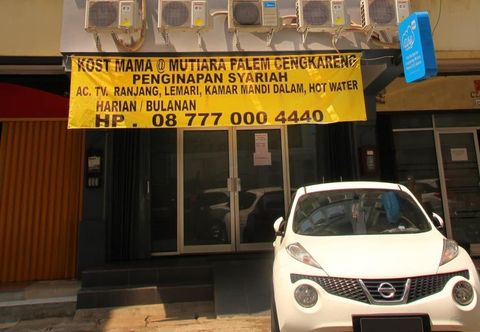 KOST MAMA @ MUTIARA PALEM CENGKARENG
PENGINAPAN SYARIAH
AC. TV. RANJANG, LEMARI, KAMAR MANDI DALAM, HOT WATER
HARIAN / BULANAN
HP. 08 777 000 4440
NISSAN